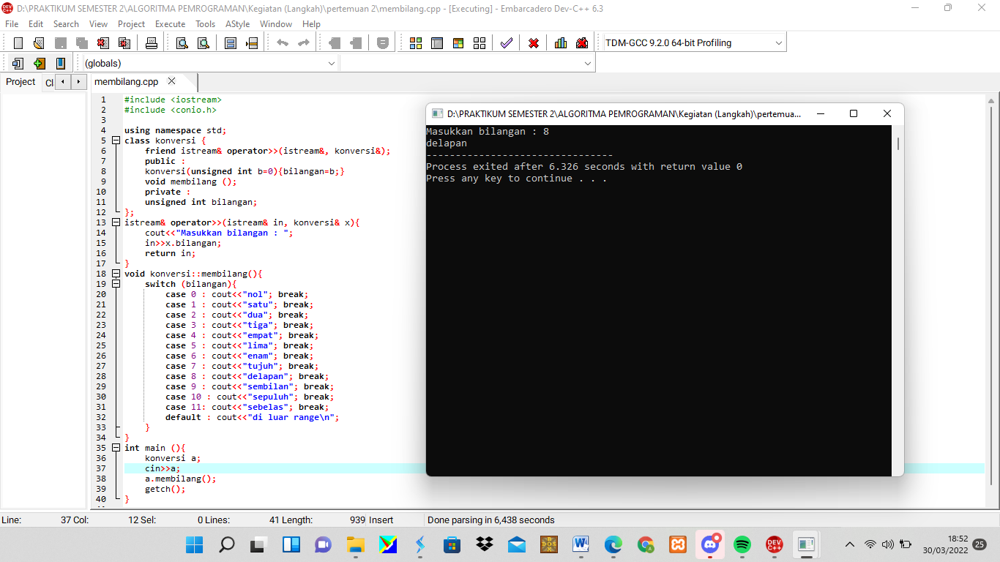 D:\PRAKTIKUM SEMESTER 2\ALGORITMA PEMROGRAMAN\Kegiatan (Langkah)\pertemuan 2\membilang.cpp - [Executing] - Embarcadero Dev-C++ 6.3
File Edit Search View Project Execute Tools AStyle Window Help
TDM-GCC 9.2.0 64-bit Profiling
(globals)
Project Cl membilang.cpp
1 #include <iostream>
2 #include <conio.h>
3
4 using namespace std;
5 class konversi {
6 friend istream& operator>>(istream&, konversi&);
7 public :
8 konversi(unsigned int b=0){bilangan=b;}
9 void membilang ();
10 private :
11 unsigned int bilangan;
12 };
13 istream& operator>>(istream& in, konversi& x){
14 cout<<"Masukkan bilangan : ";
15 in>>x.bilangan;
16 return in;
17 }
18 void konversi::membilang(){
19 switch (bilangan){
20 case 0 : cout<<"nol"; break;
21 case 1 : cout<<"satu"; break;
22 case 2 : cout<<"dua"; break;
23 case 3 : cout<<"tiga"; break;
24 case 4 : cout<<"empat"; break;
25 case 5 : cout<<"lima"; break;
26 case 6 : cout<<"enam"; break;
27 case 7 : cout<<"tujuh"; break;
28 case 8 : cout<<"delapan"; break;
29 case 9 : cout<<"sembilan"; break;
30 case 10 : cout<<"sepuluh"; break;
31 case 11: cout<<"sebelas"; break;
32 default : cout<<"di luar range\n";
33 }
34 }
35 int main (){
36 konversi a;
37 cin>>a;
38 a.membilang();
39 getch();
40 }
D:\PRAKTIKUM SEMESTER 2\ALGORITMA PEMROGRAMAN\Kegiatan (Langkah)\pertemua...
Masukkan bilangan : 8
delapan
--------------------------------
Process exited after 6.326 seconds with return value 0
Press any key to continue . . .
Line: 37 Col: 12 Sel: 0 Lines: 41 Length: 939 Insert Done parsing in 6,438 seconds
18:52
30/03/2022 25